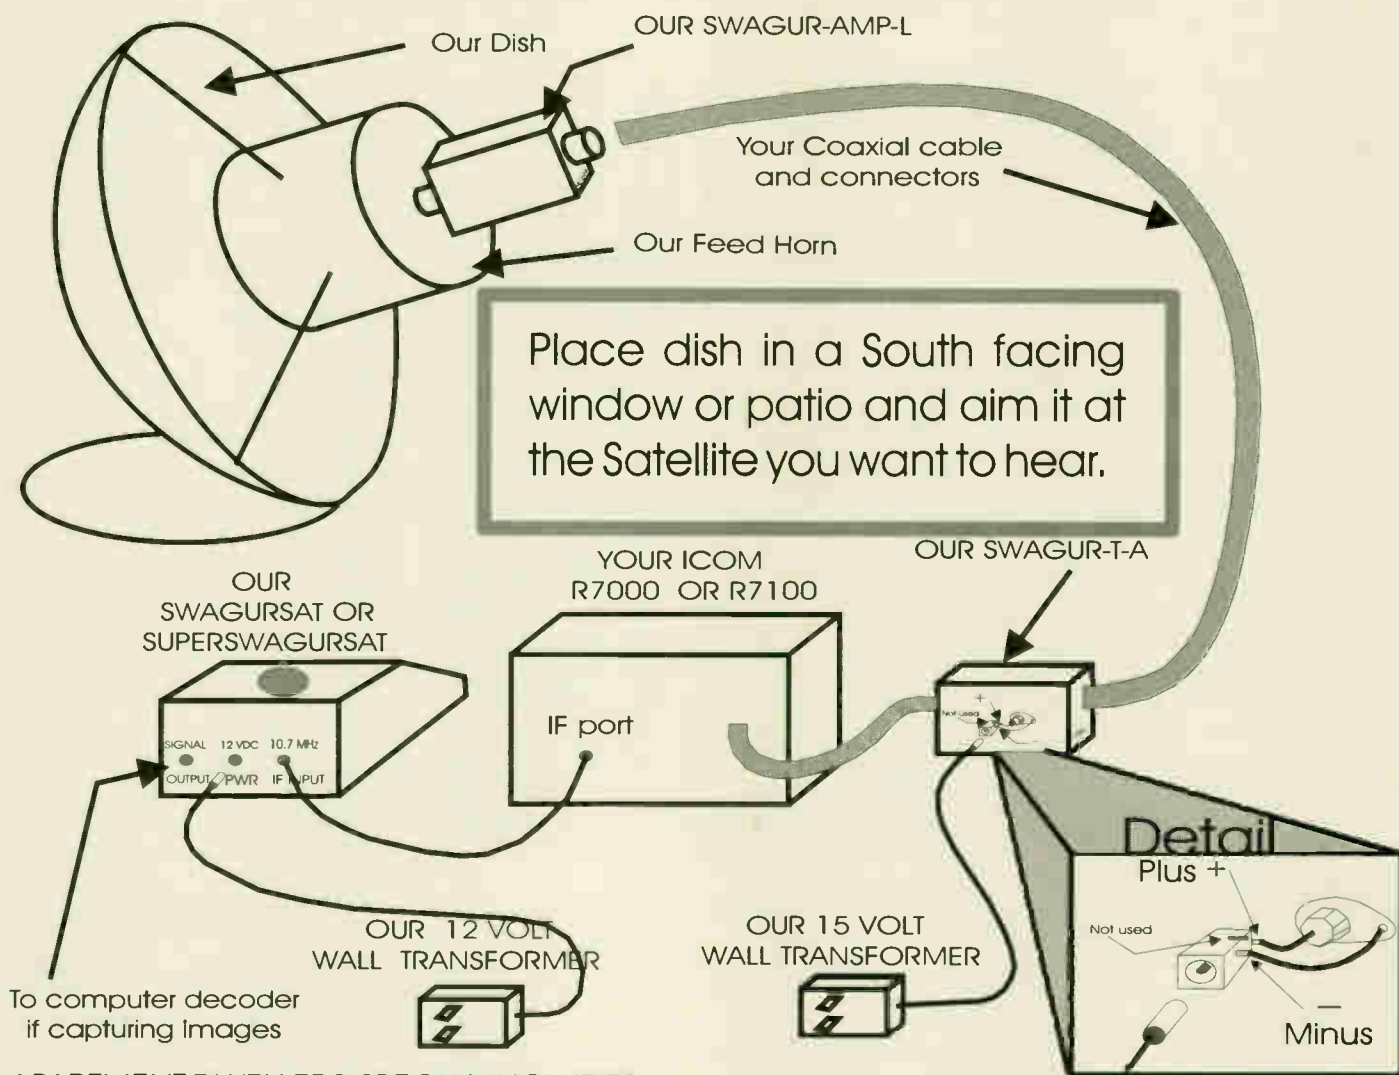 OUR SWAGUR-AMP-L
Our Dish
Your Coaxial cable
and connectors
Our Feed Horn
Place dish in a South facing
window or patio and aim it at
the Satellite you want to hear.
OUR SWAGUR-T-A
YOUR ICOM
R7000 OR R7100
OUR
SWAGURSAT OR
SUPERSWAGURSAT
IF port
+
Not used
SIGNAL 12 VDC 10.7 MHz
OUTPUT PWR IF INPUT
Detail
Plus +
Not used
–
Minus
OUR 12 VOLT
WALL TRANSFORMER
OUR 15 VOLT
WALL TRANSFORMER
To computer decoder
if capturing images